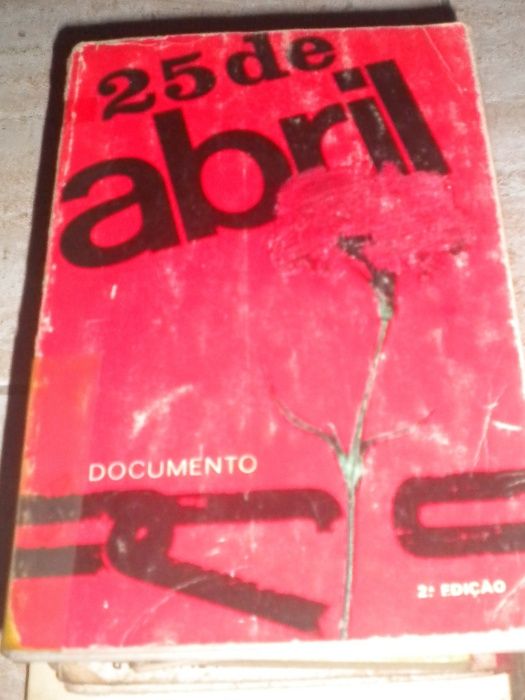 25 de
abril
DOCUMENTO
2ª EDIÇÃO